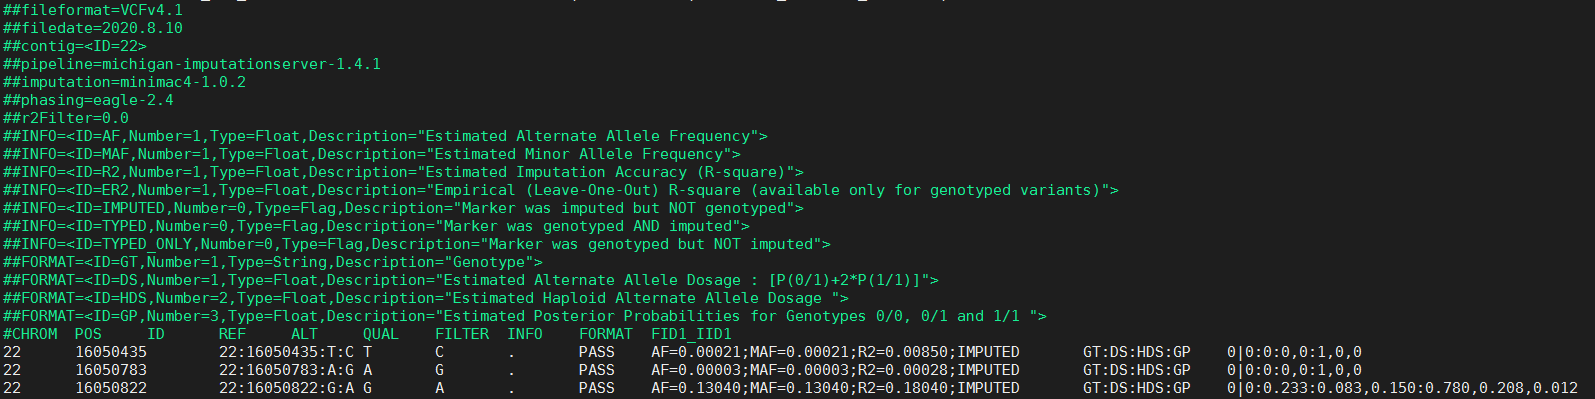 ##fileformat=VCFv4.1
##filedate=2020.8.10
##contig=<ID=22>
##pipeline=michigan-imputationserver-1.4.1
##imputation=minimac4-1.0.2
##phasing=eagle-2.4
##r2Filter=0.0
##INFO=<ID=AF,Number=1,Type=Float,Description="Estimated Alternate Allele Frequency">
##INFO=<ID=MAF,Number=1,Type=Float,Description="Estimated Minor Allele Frequency">
##INFO=<ID=R2,Number=1,Type=Float,Description="Estimated Imputation Accuracy (R-square)">
##INFO=<ID=ER2,Number=1,Type=Float,Description="Empirical (Leave-One-Out) R-square (available only for genotyped variants)">
##INFO=<ID=IMPUTED,Number=0,Type=Flag,Description="Marker was imputed but NOT genotyped">
##INFO=<ID=TYPED,Number=0,Type=Flag,Description="Marker was genotyped AND imputed">
##INFO=<ID=TYPED_ONLY,Number=0,Type=Flag,Description="Marker was genotyped but NOT imputed">
##FORMAT=<ID=GT,Number=1,Type=String,Description="Genotype">
##FORMAT=<ID=DS,Number=1,Type=Float,Description="Estimated Alternate Allele Dosage : [P(0/1)+2*P(1/1)]">
##FORMAT=<ID=HDS,Number=2,Type=Float,Description="Estimated Haploid Alternate Allele Dosage ">
##FORMAT=<ID=GP,Number=3,Type=Float,Description="Estimated Posterior Probabilities for Genotypes 0/0, 0/1 and 1/1 ">
#CHROM POS ID REF ALT QUAL FILTER INFO FORMAT FID1_IID1
22 16050435 22:16050435:T:C T C . PASS AF=0.00021;MAF=0.00021;R2=0.00850;IMPUTED GT:DS:HDS:GP 0|0:0:0,0:1,0,0
22 16050783 22:16050783:A:G A G . PASS AF=0.00003;MAF=0.00003;R2=0.00028;IMPUTED GT:DS:HDS:GP 0|0:0:0,0:1,0,0
22 16050822 22:16050822:G:A G A . PASS AF=0.13040;MAF=0.13040;R2=0.18040;IMPUTED GT:DS:HDS:GP 0|0:0.233:0.083,0.150:0.780,0.208,0.012